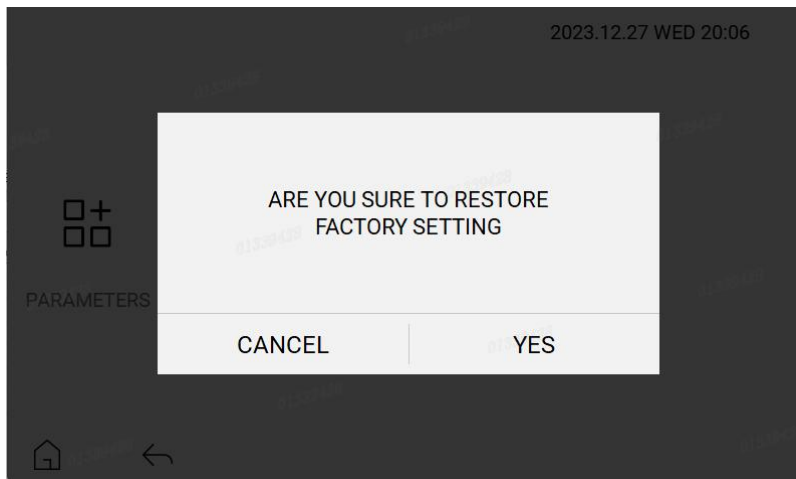 2023.12.27 WED 20:06
ARE YOU SURE TO RESTORE
FACTORY SETTING
PARAMETERS
CANCEL
YES